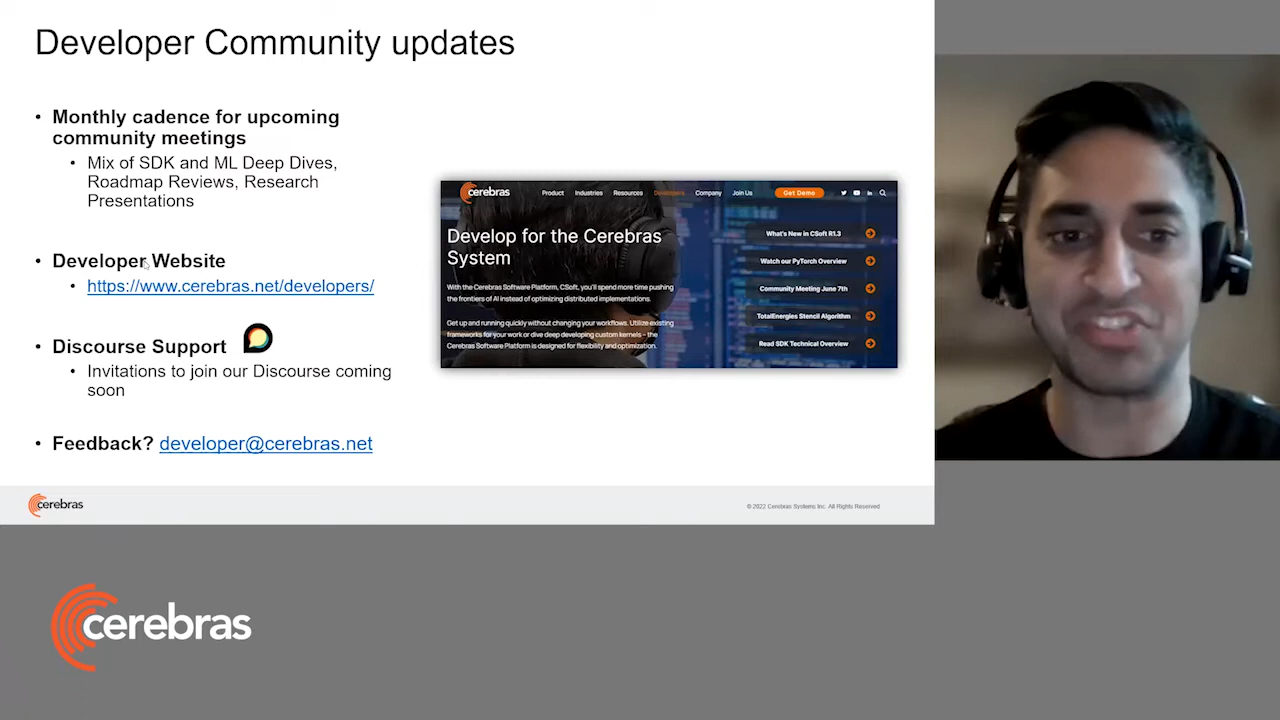 Developer Community updates
• Monthly cadence for upcoming
community meetings
• Mix of SDK and ML Deep Dives,
Roadmap Reviews, Research
Presentations
• Developer Website
• https://www.cerebras.net/developers/
• Discourse Support
• Invitations to join our Discourse coming
soon
• Feedback? developer@cerebras.net
cerebras
Product Industries Resources Developers Company Join Us Get Demo
Develop for the Cerebras
System
With the Cerebras Software Platform, CSoft, you'll spend more time pushing
the frontiers of AI instead of optimizing distributed implementations.
Get up and running quickly without changing your workflows. Utilize existing
frameworks for your work or dive deep developing custom kernels – the
Cerebras Software Platform is designed for flexibility and optimization.
What's New in CSoft R1.3
Watch our PyTorch Overview
Community Meeting June 7th
TotalEnergies Stencil Algorithm
Read SDK Technical Overview
cerebras
© 2022 Cerebras Systems Inc. All Rights Reserved
cerebras